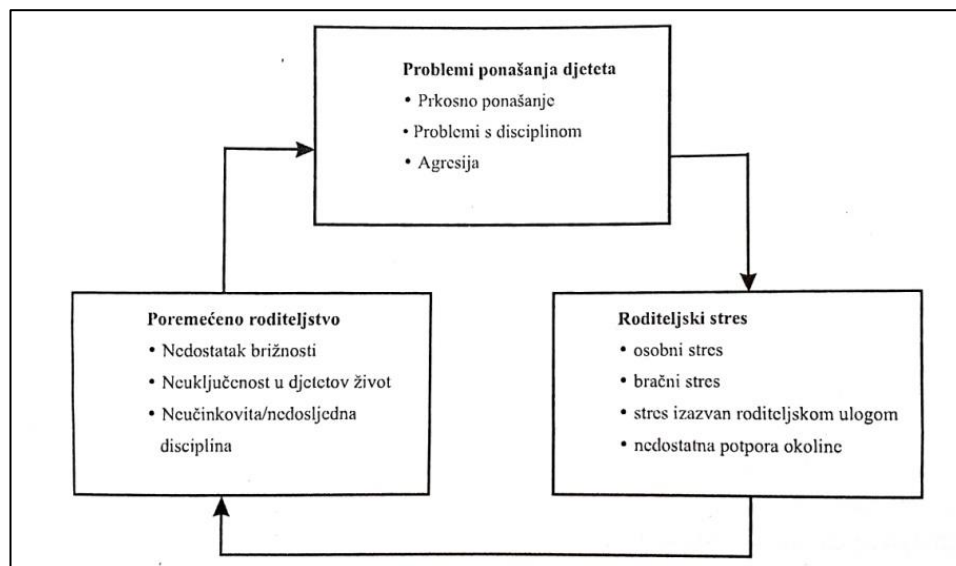 Problemi ponašanja djeteta
• Prkosno ponašanje
• Problemi s disciplinom
• Agresija
Poremećeno roditeljstvo
• Nedostatak brižnosti
• Neuključenost u djetetov život
• Neučinkovita/nedosljedna
disciplina
Roditeljski stres
• osobni stres
• bračni stres
• stres izazvan roditeljskom ulogom
• nedostatna potpora okoline